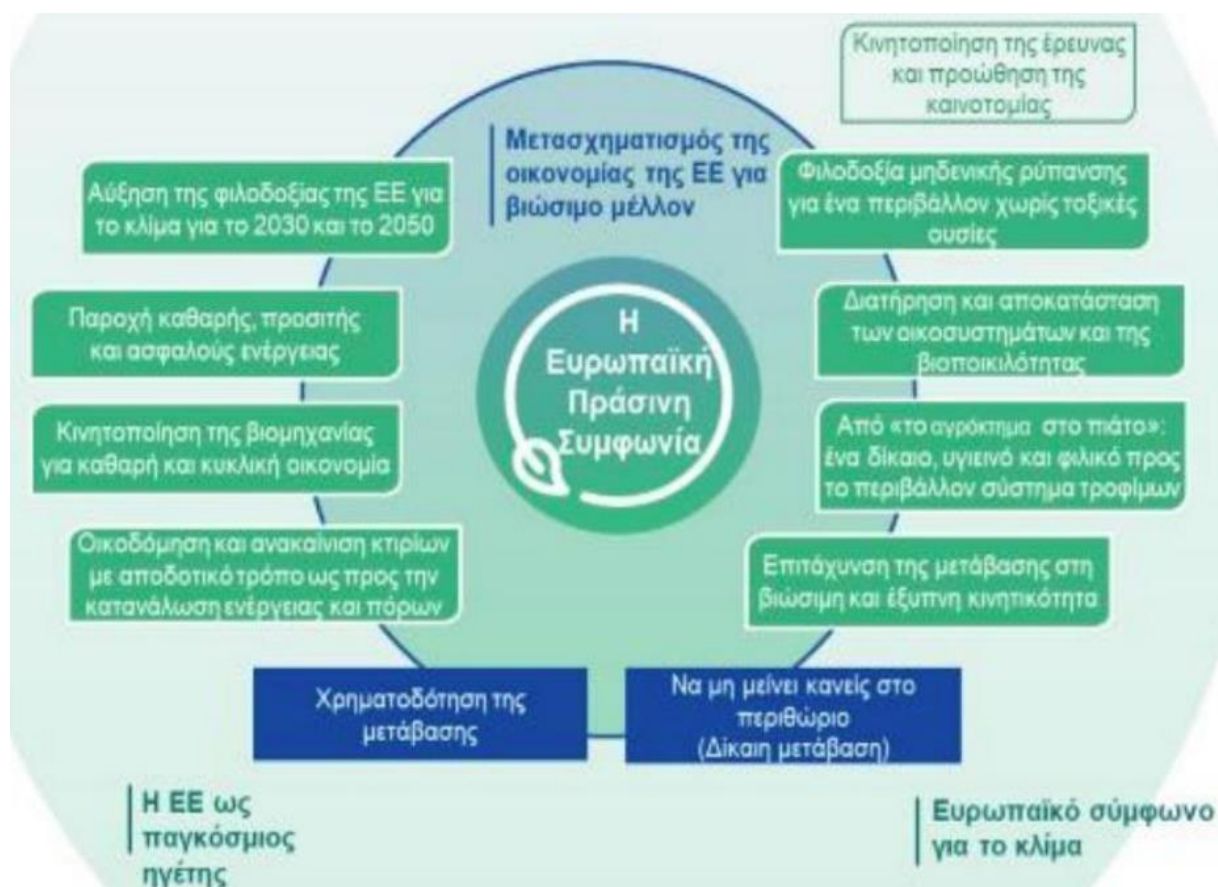 Κινητοποίηση της έρευνας
και προώθηση της
καινοτομίας
Μετασχηματισμός της
οικονομίας της ΕΕ για
βιώσιμο μέλλον
Αύξηση της φιλοδοξίας της ΕΕ για
το κλίμα για το 2030 και το 2050
Φιλοδοξία μηδενικής ρύπανσης
για ένα περιβάλλον χωρίς τοξικές
ουσίες
Παροχή καθαρής, προσιτής
και ασφαλούς ενέργειας
Διατήρηση και αποκατάσταση
των οικοσυστημάτων και της
βιοποικιλότητας
Η
Ευρωπαϊκή
Πράσινη
Συμφωνία
Κινητοποίηση της βιομηχανίας
για καθαρή και κυκλική οικονομία
Από «το αγρόκτημα στο πιάτο»:
ένα δίκαιο, υγιεινό και φιλικό προς
το περιβάλλον σύστημα τροφίμων
Οικοδόμηση και ανακαίνιση κτιρίων
με αποδοτικό τρόπο ως προς την
κατανάλωση ενέργειας και πόρων
Επιτάχυνση της μετάβασης στη
βιώσιμη και έξυπνη κινητικότητα
Χρηματοδότηση της
μετάβασης
Να μη μείνει κανείς στο
περιθώριο
(Δίκαιη μετάβαση)
Η ΕΕ ως
παγκόσμιος
ηγέτης
Ευρωπαϊκό σύμφωνο
για το κλίμα